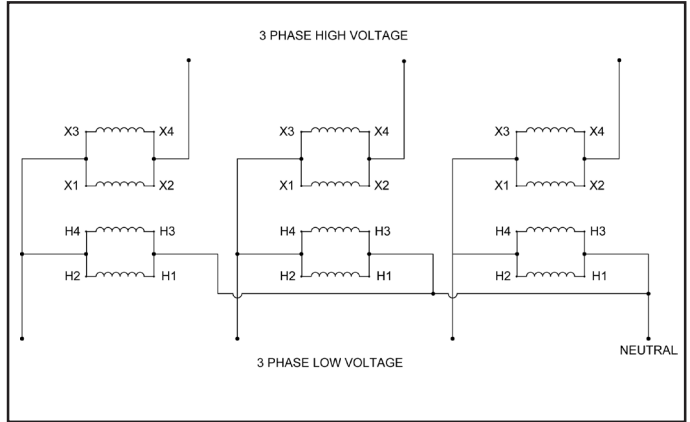 3 PHASE HIGH VOLTAGE
X3 X4 X3 X4 X3 X4
X1 X2 X1 X2 X1 X2
H4 H3 H4 H3 H4 H3
H2 H1 H2 H1 H2 H1
NEUTRAL
3 PHASE LOW VOLTAGE